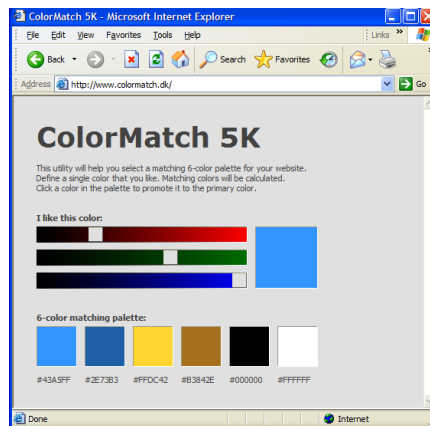 ColorMatch 5K - Microsoft Internet Explorer
File Edit View Favorites Tools Help Links »
Back Search Favorites
Address http://www.colormatch.dk/ Go
ColorMatch 5K
This utility will help you select a matching 6-color palette for your website.
Define a single color that you like. Matching colors will be calculated.
Click a color in the palette to promote it to the primary color.
I like this color:
6-color matching palette:
#43A5FF #2E73B3 #FFDC42 #B3842E #000000 #FFFFFF
Done Internet